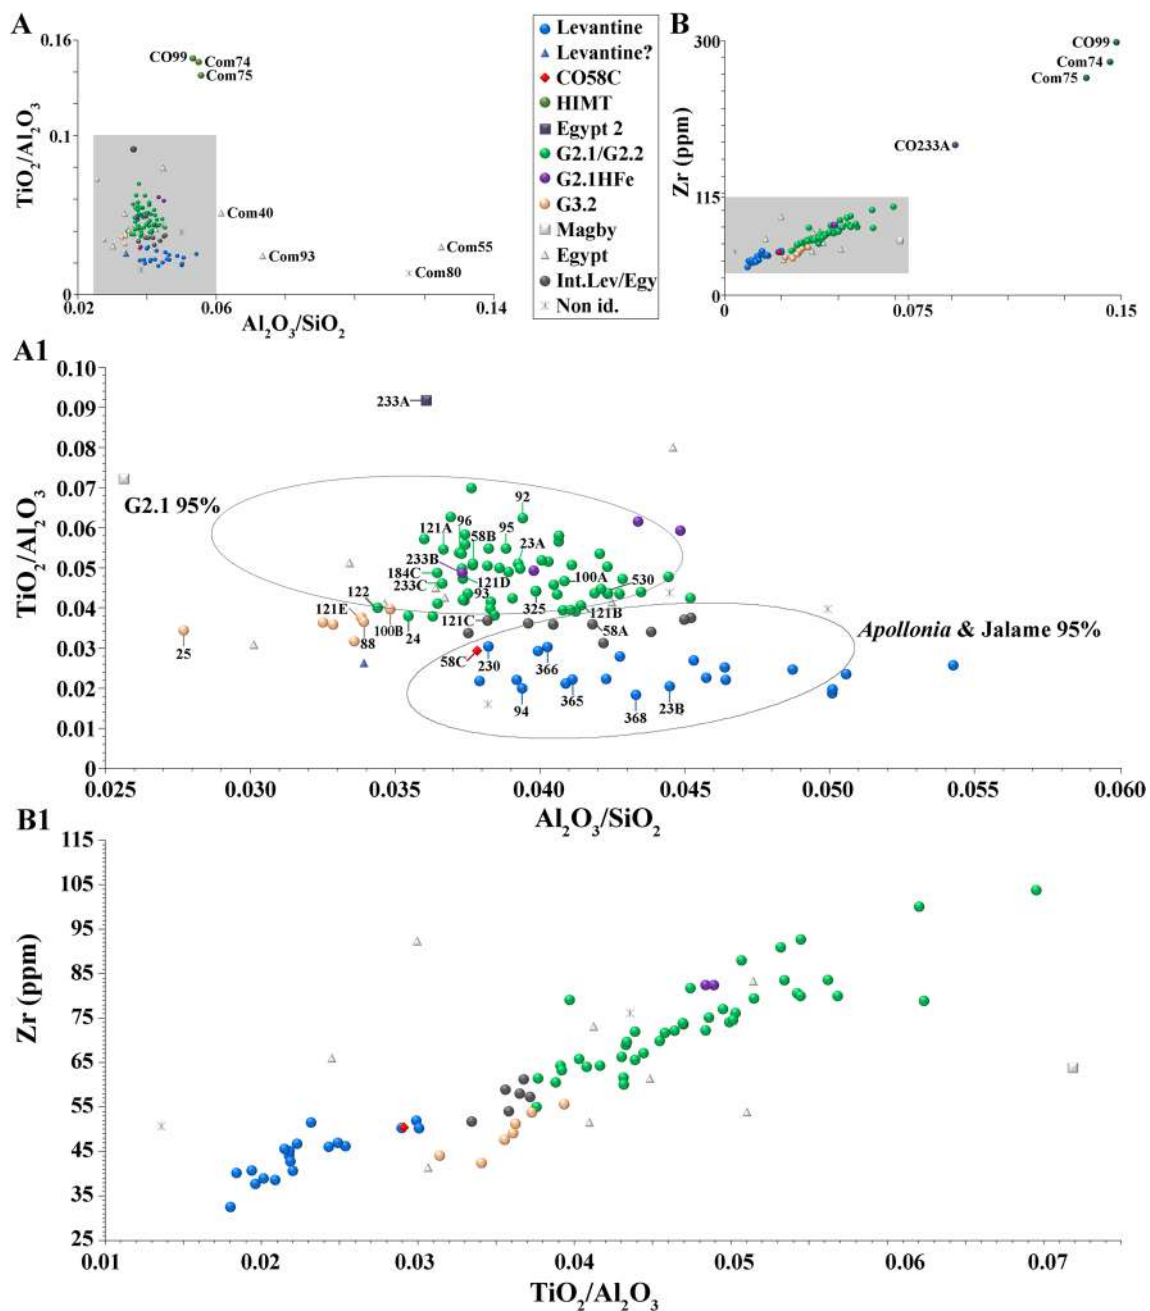 A
0.16
TiO2/Al2O3
0.1
0
0.02
0.06
0.14
Al2O3/SiO2
CO99
Com74
Com75
Com40
Com93
Com55
Com80
Levantine
Levantine?
CO58C
HIMT
Egypt 2
G2.1/G2.2
G2.1HFe
G3.2
Magby
Egypt
Int.Lev/Egy
Non id.
B
300
Zr (ppm)
115
0
0
0.075
0.15
CO99
Com74
Com75
CO233A
A1
0.10
0.09
0.08
0.07
0.06
0.05
0.04
0.03
0.02
0.01
0
TiO2/Al2O3
233A
G2.1 95%
92
96
121A
58B
95
23A
233B
184C
121D
100A
530
233C
122
93
325
121B
121E
121C
58A
25
88
100B
24
58C
230
366
Apollonia & Jalame 95%
94
365
368
23B
0.025
0.030
0.035
0.040
0.045
0.050
0.055
0.060
Al2O3/SiO2
B1
115
105
95
85
75
65
55
45
35
25
Zr (ppm)
0.01
0.02
0.03
0.04
0.05
0.06
0.07
TiO2/Al2O3